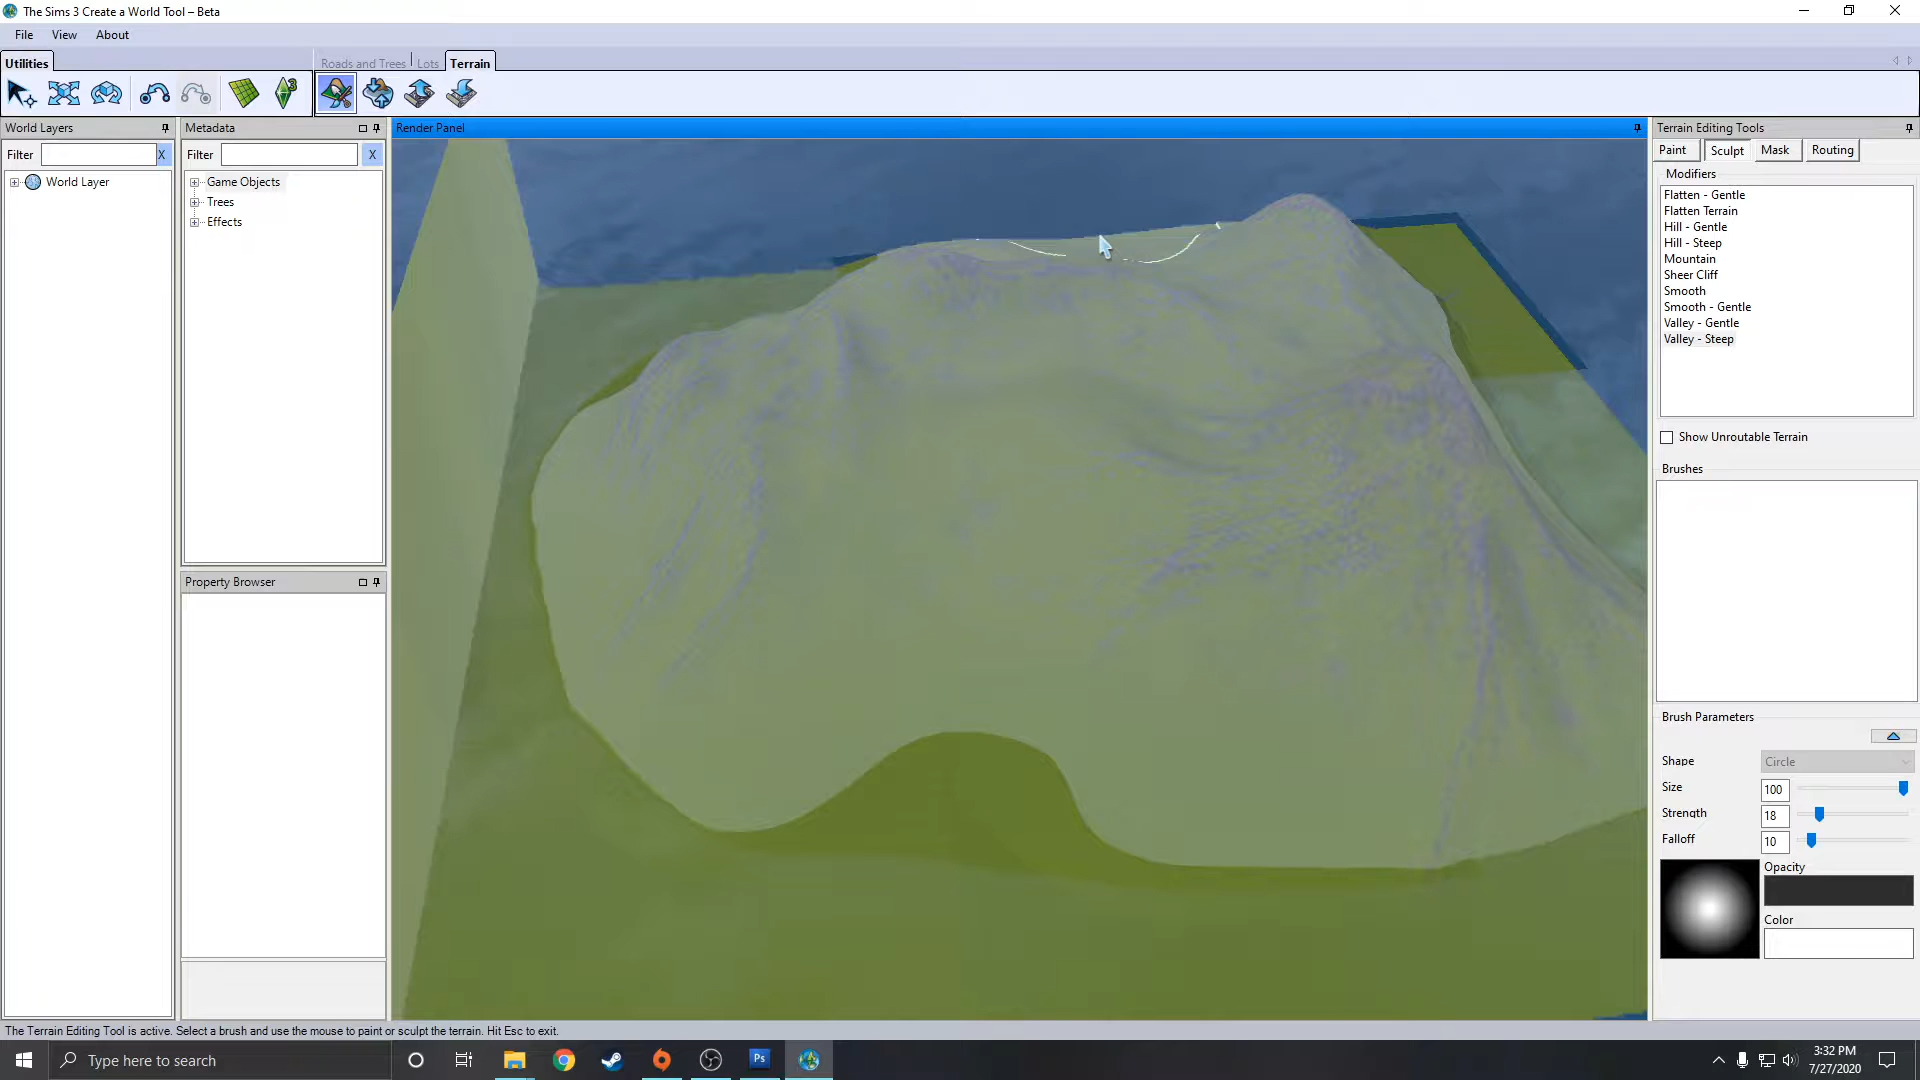 The Sims 3 Create a World Tool – Beta
File View About
Utilities
Roads and Trees Lots Terrain
World Layers
Filter X
World Layer
Metadata
Filter X
Game Objects
Trees
Effects
Property Browser
Render Panel
Terrain Editing Tools
Paint Sculpt Mask Routing
Modifiers
Flatten - Gentle
Flatten Terrain
Hill - Gentle
Hill - Steep
Mountain
Sheer Cliff
Smooth
Smooth - Gentle
Valley - Gentle
Valley - Steep
Show Unroutable Terrain
Brushes
Brush Parameters
Shape Circle
Size 100
Strength 18
Falloff 10
Opacity
Color
The Terrain Editing Tool is active. Select a brush and use the mouse to paint or sculpt the terrain. Hit Esc to exit.
Type here to search
Ps
3:32 PM
7/27/2020